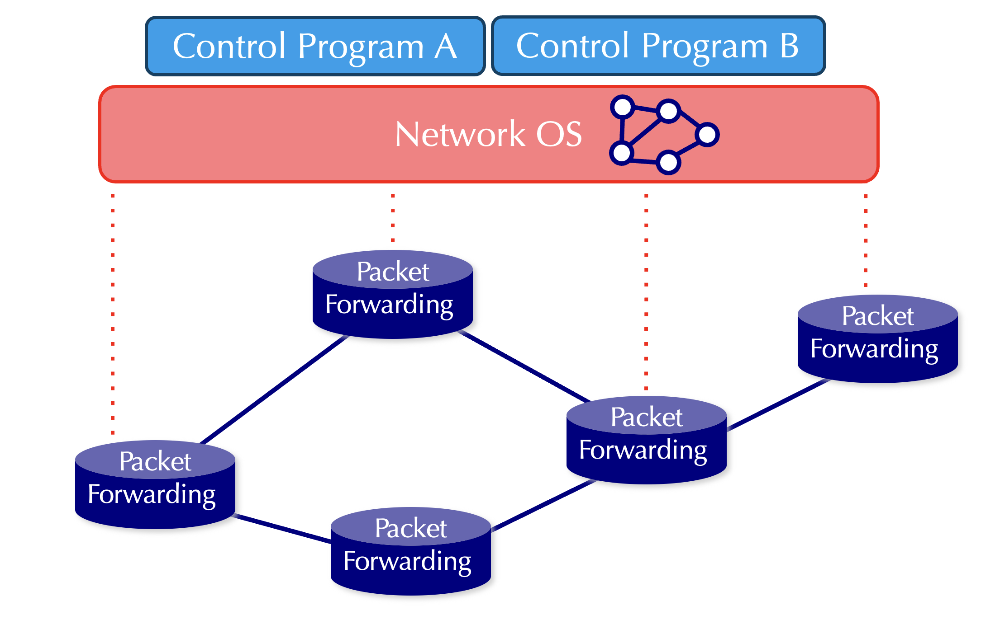 Control Program A
Control Program B
Network OS
Packet
Forwarding
Packet
Forwarding
Packet
Forwarding
Packet
Forwarding
Packet
Forwarding